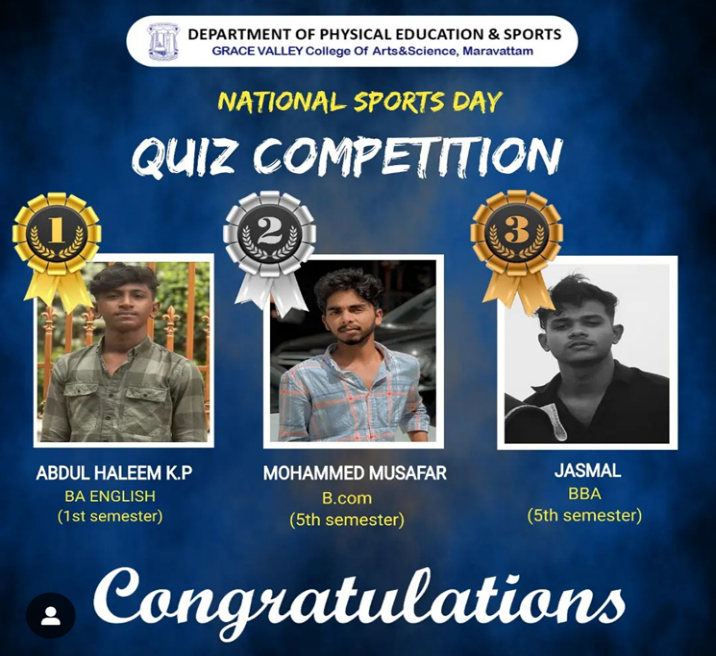 DEPARTMENT OF PHYSICAL EDUCATION & SPORTS
GRACE VALLEY College Of Arts&Science, Maravattam
NATIONAL SPORTS DAY
QUIZ COMPETITION
1
2
3
ABDUL HALEEM K.P
BA ENGLISH
(1st semester)
MOHAMMED MUSAFAR
B.com
(5th semester)
JASMAL
BBA
(5th semester)
Congratulations